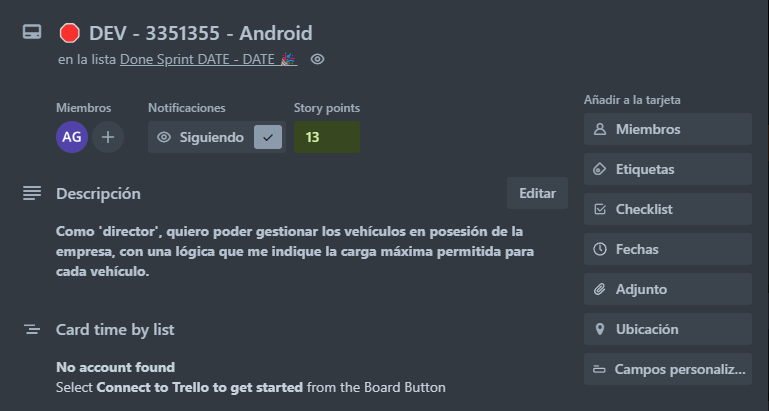 DEV - 3351355 - Android
en la lista Done Sprint DATE - DATE 🎉
Miembros
Notificaciones
Story points
AG
Siguiendo
13
Descripción
Editar
Como 'director', quiero poder gestionar los vehículos en posesión de la
empresa, con una lógica que me indique la carga máxima permitida para
cada vehículo.
Card time by list
No account found
Select Connect to Trello to get started from the Board Button
Añadir a la tarjeta
Miembros
Etiquetas
Checklist
Fechas
Adjunto
Ubicación
Campos personaliz...